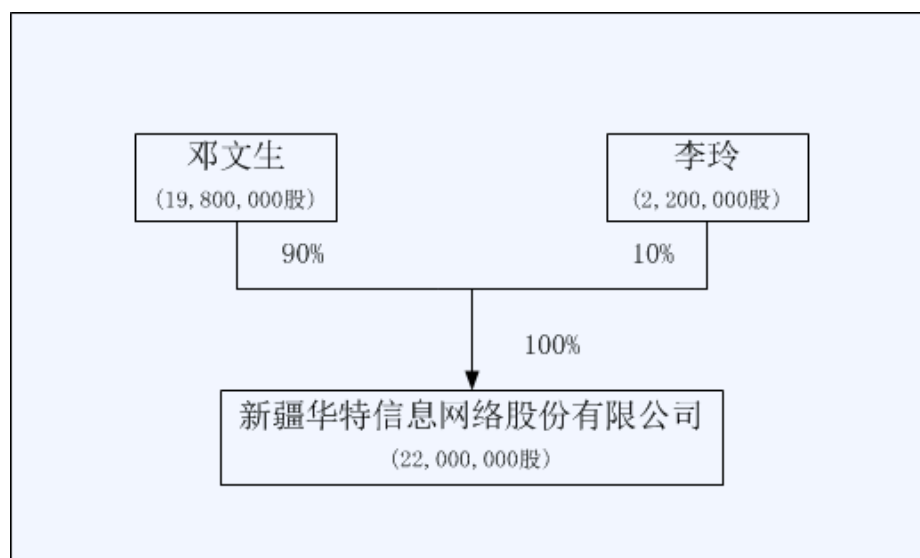 邓文生
(19,800,000股)
李玲
(2,200,000股)
90%
10%
100%
新疆华特信息网络股份有限公司
(22,000,000股)